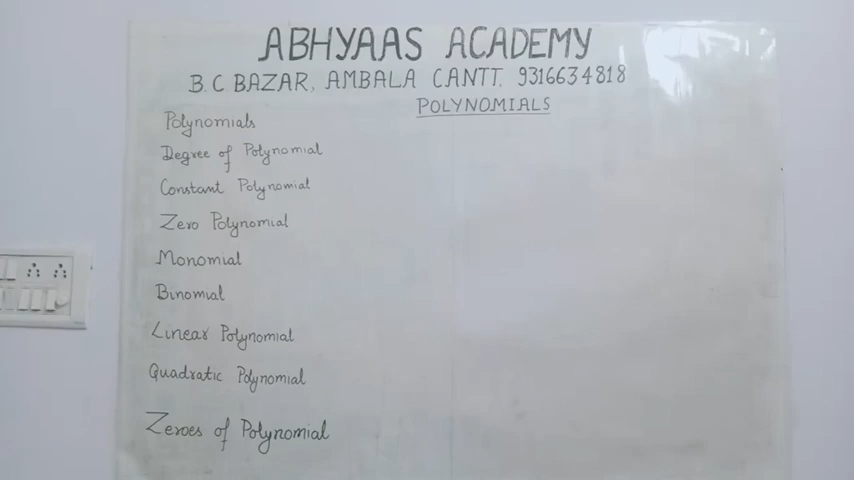 ABHYAAS ACADEMY
B.C BAZAR, AMBALA CANTT. 9316634818
POLYNOMIALS
Polynomials
Degree of Polynomial
Constant Polynomial
Zero Polynomial
Monomial
Binomial
Linear Polynomial
Quadratic Polynomial
Zeroes of Polynomial